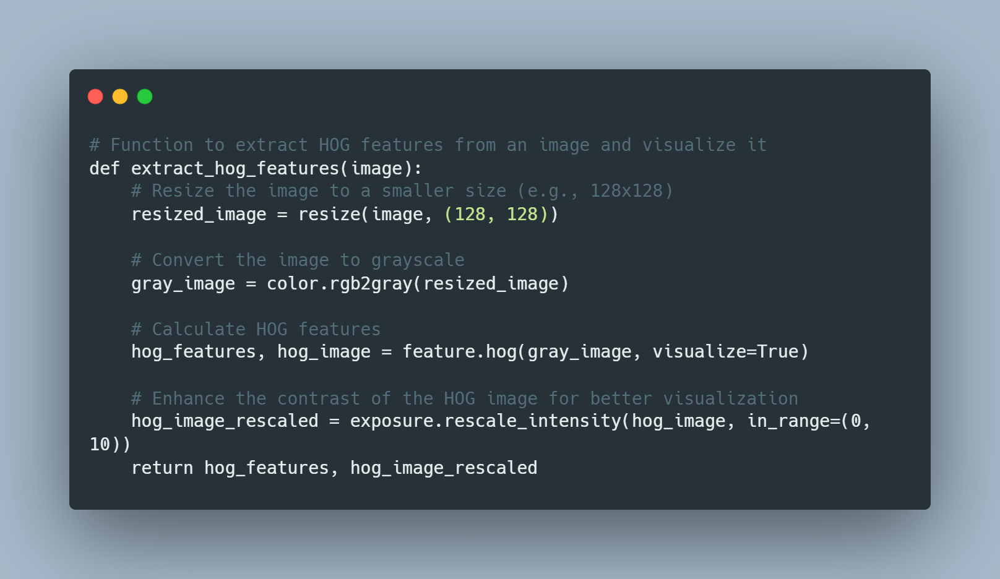 # Function to extract HOG features from an image and visualize it
def extract_hog_features(image):
    # Resize the image to a smaller size (e.g., 128x128)
    resized_image = resize(image, (128, 128))

    # Convert the image to grayscale
    gray_image = color.rgb2gray(resized_image)

    # Calculate HOG features
    hog_features, hog_image = feature.hog(gray_image, visualize=True)

    # Enhance the contrast of the HOG image for better visualization
    hog_image_rescaled = exposure.rescale_intensity(hog_image, in_range=(0,
10))
    return hog_features, hog_image_rescaled